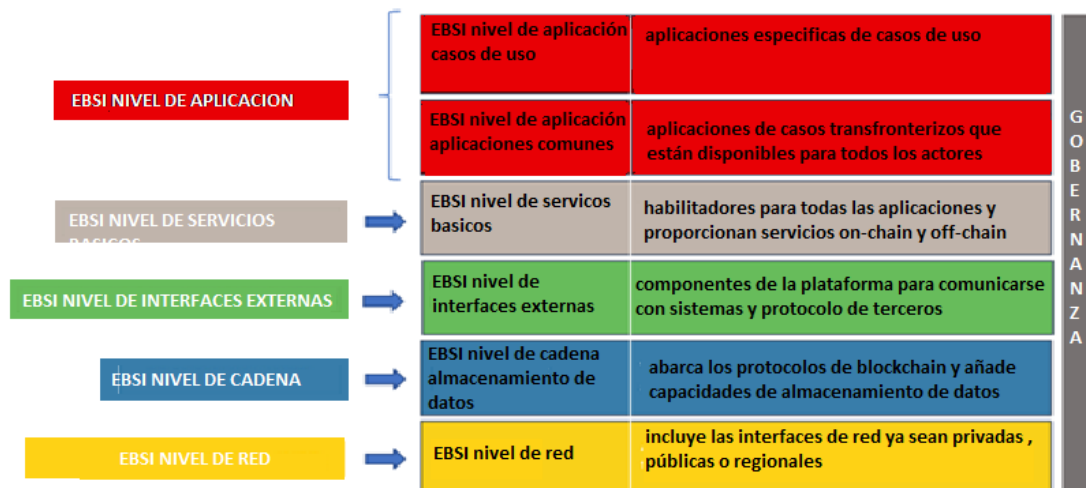 EBSI NIVEL DE APLICACION
EBSI nivel de aplicación
casos de uso
aplicaciones especificas de casos de uso
EBSI nivel de aplicación
aplicaciones comunes
aplicaciones de casos transfronterizos que
están disponibles para todos los actores
EBSI NIVEL DE SERVICIOS
BASICOS
EBSI nivel de servicos
basicos
habilitadores para todas las aplicaciones y
proporcionan servicios on-chain y off-chain
EBSI NIVEL DE INTERFACES EXTERNAS
EBSI nivel de
interfaces externas
componentes de la plataforma para comunicarse
con sistemas y protocolo de terceros
EBSI NIVEL DE CADENA
EBSI nivel de cadena
almacenamiento de
datos
abarca los protocolos de blockchain y añade
capacidades de almacenamiento de datos
EBSI NIVEL DE RED
EBSI nivel de red
incluye las interfaces de red ya sean privadas ,
públicas o regionales
GOBERNANZA